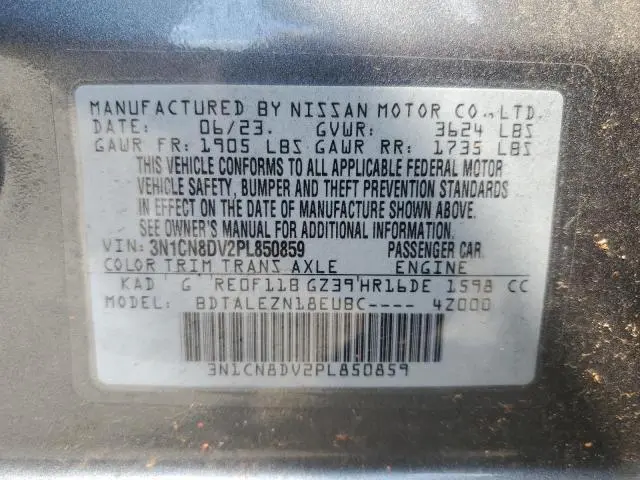 MANUFACTURED BY NISSAN MOTOR CO., LTD.
DATE: 06/23. GVWR: 3624 LBS
GAWR FR: 1905 LBS GAWR RR: 1735 LBS
THIS VEHICLE CONFORMS TO ALL APPLICABLE FEDERAL MOTOR
VEHICLE SAFETY, BUMPER AND THEFT PREVENTION STANDARDS
IN EFFECT ON THE DATE OF MANUFACTURE SHOWN ABOVE.
SEE OWNER'S MANUAL FOR ADDITIONAL INFORMATION.
VIN: 3N1CN8DV2PL850859 PASSENGER CAR
COLOR TRIM TRANS AXLE ENGINE
KAD G RE0F11B GZ39 HR16DE 1598 CC
MODEL: BDTALEZN18EUBC---- 4Z000
3N1CN8DV2PL850859